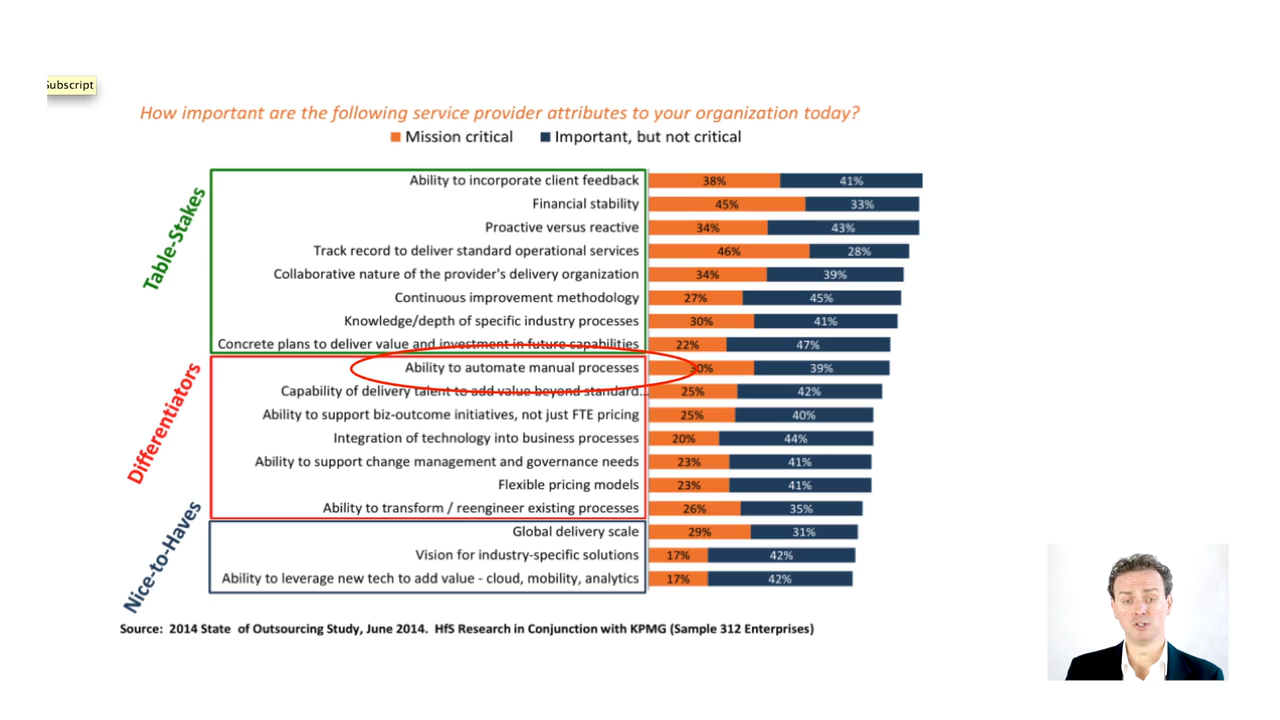 Subscript
How important are the following service provider attributes to your organization today?
Mission critical Important, but not critical
Table-Stakes
Ability to incorporate client feedback 38% 41%
Financial stability 45% 33%
Proactive versus reactive 34% 43%
Track record to deliver standard operational services 46% 28%
Collaborative nature of the provider's delivery organization 34% 39%
Continuous improvement methodology 27% 45%
Knowledge/depth of specific industry processes 30% 41%
Concrete plans to deliver value and investment in future capabilities 22% 47%
Differentiators
Ability to automate manual processes 30% 39%
Capability of delivery talent to add value beyond standard... 25% 42%
Ability to support biz-outcome initiatives, not just FTE pricing 25% 40%
Integration of technology into business processes 20% 44%
Ability to support change management and governance needs 23% 41%
Flexible pricing models 23% 41%
Ability to transform / reengineer existing processes 26% 35%
Nice-to-Haves
Global delivery scale 29% 31%
Vision for industry-specific solutions 17% 42%
Ability to leverage new tech to add value - cloud, mobility, analytics 17% 42%
Source: 2014 State of Outsourcing Study, June 2014. HfS Research in Conjunction with KPMG (Sample 312 Enterprises)